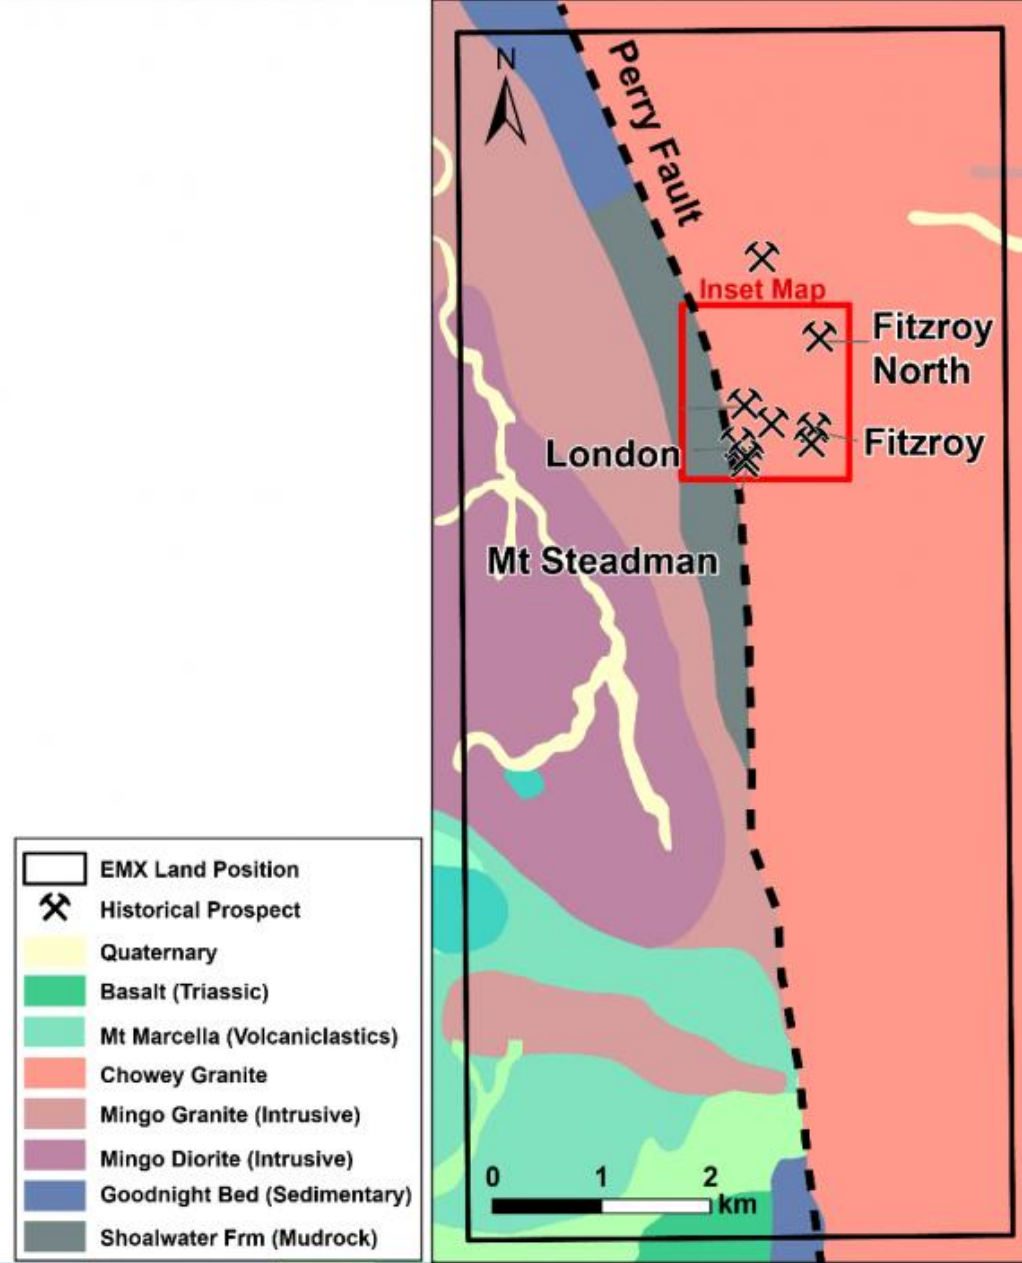 N
Perry Fault
Inset Map
Fitzroy
North
London
Fitzroy
Mt Steadman
EMX Land Position
Historical Prospect
Quaternary
Basalt (Triassic)
Mt Marcella (Volcaniclastics)
Chowey Granite
Mingo Granite (Intrusive)
Mingo Diorite (Intrusive)
Goodnight Bed (Sedimentary)
Shoalwater Frm (Mudrock)
0 1 2
km